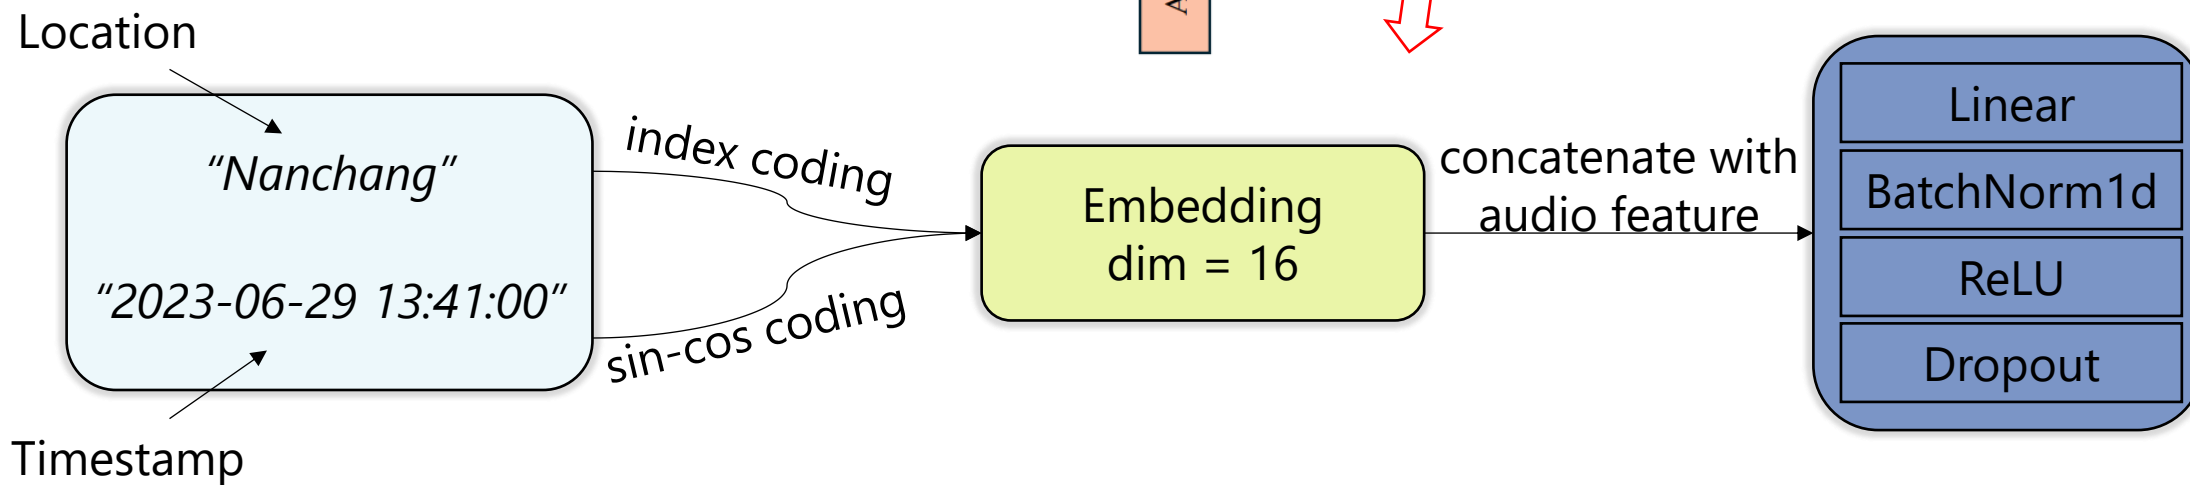 Location
“Nanchang”
“2023-06-29 13:41:00”
Timestamp
index coding
sin-cos coding
A
Embedding
dim = 16
concatenate with
audio feature
Linear
BatchNorm1d
ReLU
Dropout